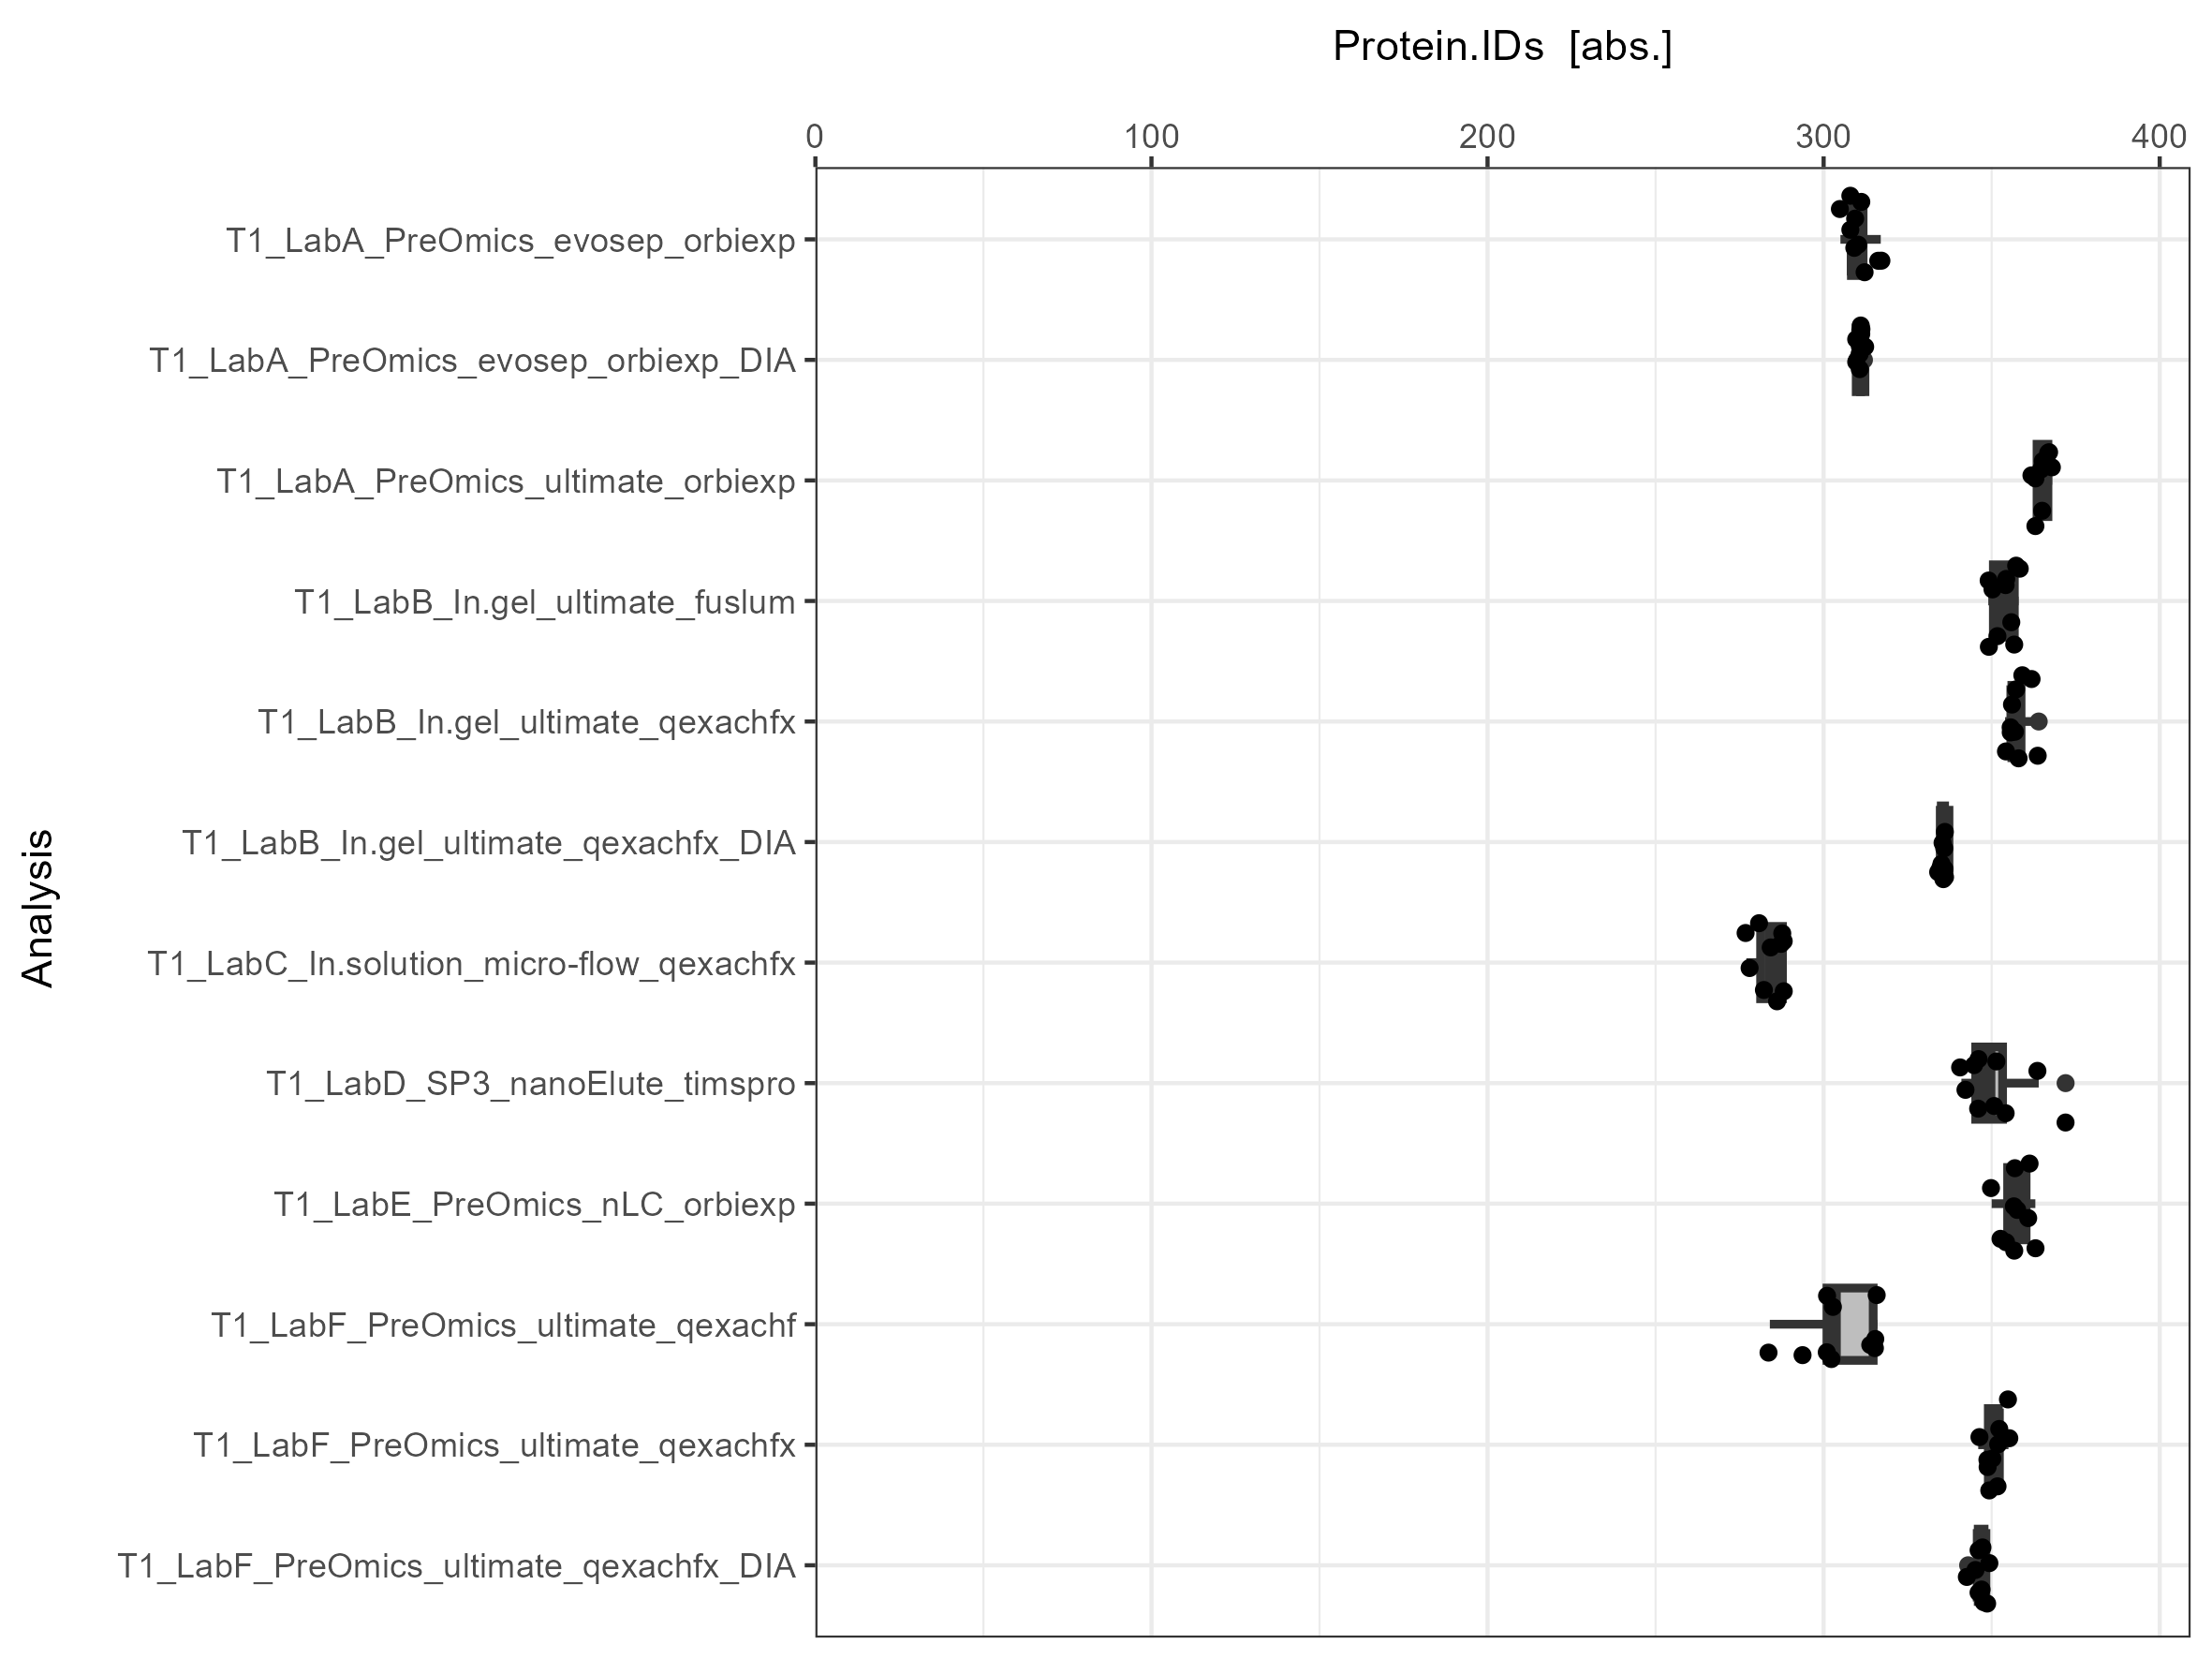 Protein.IDs  [abs.]
0 100 200 300 400
T1_LabA_PreOmics_evosep_orbiexp
T1_LabA_PreOmics_evosep_orbiexp_DIA
T1_LabA_PreOmics_ultimate_orbiexp
T1_LabB_In.gel_ultimate_fuslum
T1_LabB_In.gel_ultimate_qexachfx
T1_LabB_In.gel_ultimate_qexachfx_DIA
T1_LabC_In.solution_micro-flow_qexachfx
T1_LabD_SP3_nanoElute_timspro
T1_LabE_PreOmics_nLC_orbiexp
T1_LabF_PreOmics_ultimate_qexachf
T1_LabF_PreOmics_ultimate_qexachfx
T1_LabF_PreOmics_ultimate_qexachfx_DIA
Analysis